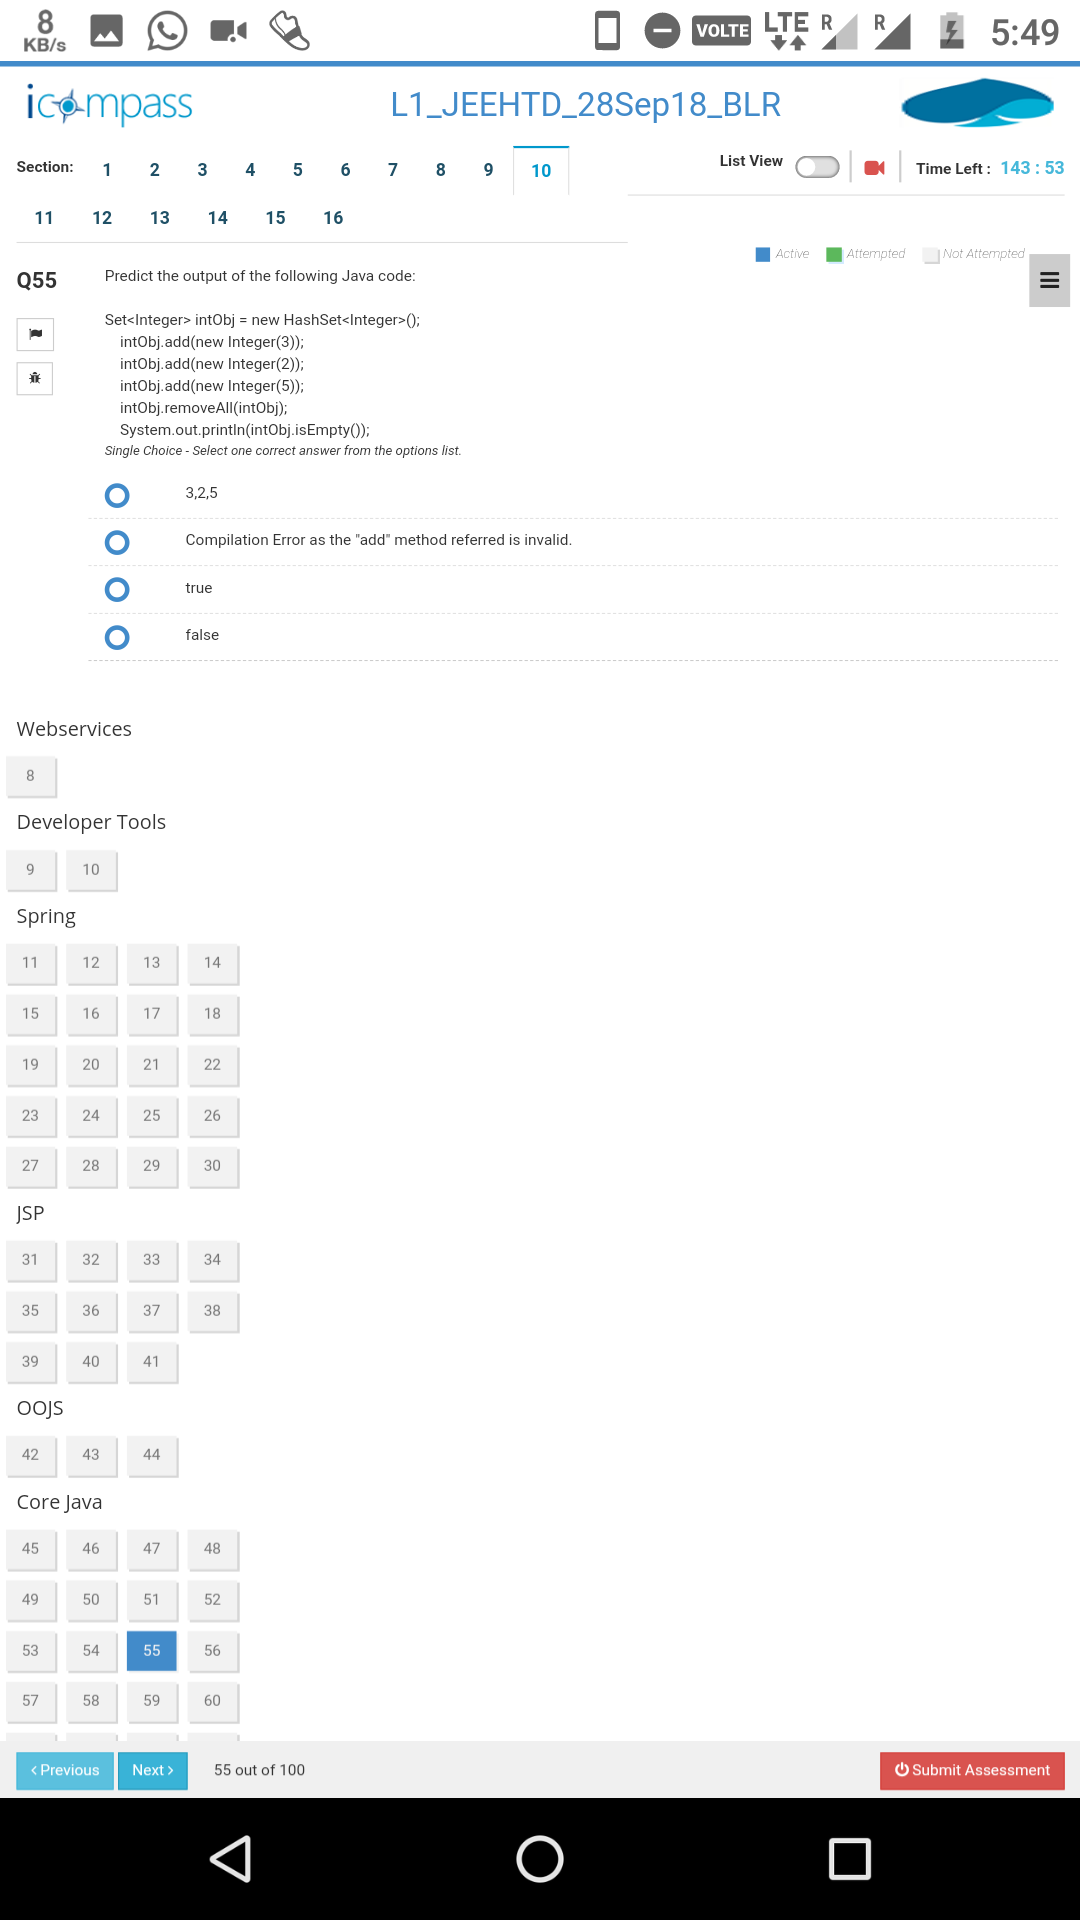 8
KB/s
VOLTE
LTE
R
R
5:49
icompass
L1_JEEHTD_28Sep18_BLR
Section: 1 2 3 4 5 6 7 8 9 10
List View
Time Left : 143 : 53
11 12 13 14 15 16
Active Attempted Not Attempted
Q55
Predict the output of the following Java code:
Set<Integer> intObj = new HashSet<Integer>();
intObj.add(new Integer(3));
intObj.add(new Integer(2));
intObj.add(new Integer(5));
intObj.removeAll(intObj);
System.out.println(intObj.isEmpty());
Single Choice - Select one correct answer from the options list.
3,2,5
Compilation Error as the "add" method referred is invalid.
true
false
Webservices
8
Developer Tools
9 10
Spring
11 12 13 14
15 16 17 18
19 20 21 22
23 24 25 26
27 28 29 30
JSP
31 32 33 34
35 36 37 38
39 40 41
OOJS
42 43 44
Core Java
45 46 47 48
49 50 51 52
53 54 55 56
57 58 59 60
Previous Next 55 out of 100 Submit Assessment